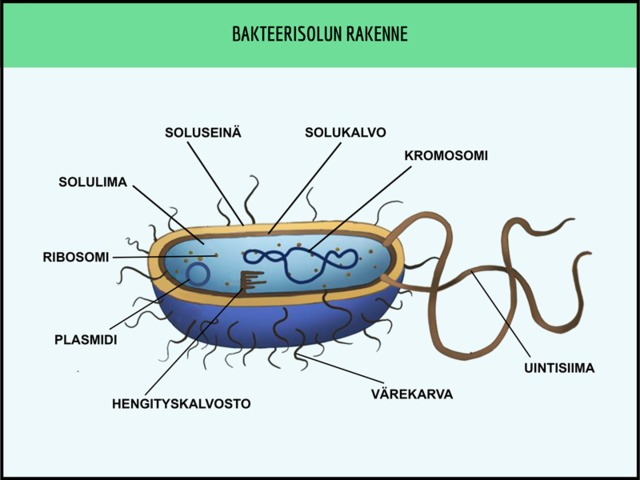 BAKTEERISOLUN RAKENNE
SOLUSEINÄ
SOLUKALVO
KROMOSOMI
SOLULIMA
RIBOSOMI
PLASMIDI
HENGITYSKALVOSTO
VÄREKARVA
UINTISIIMA